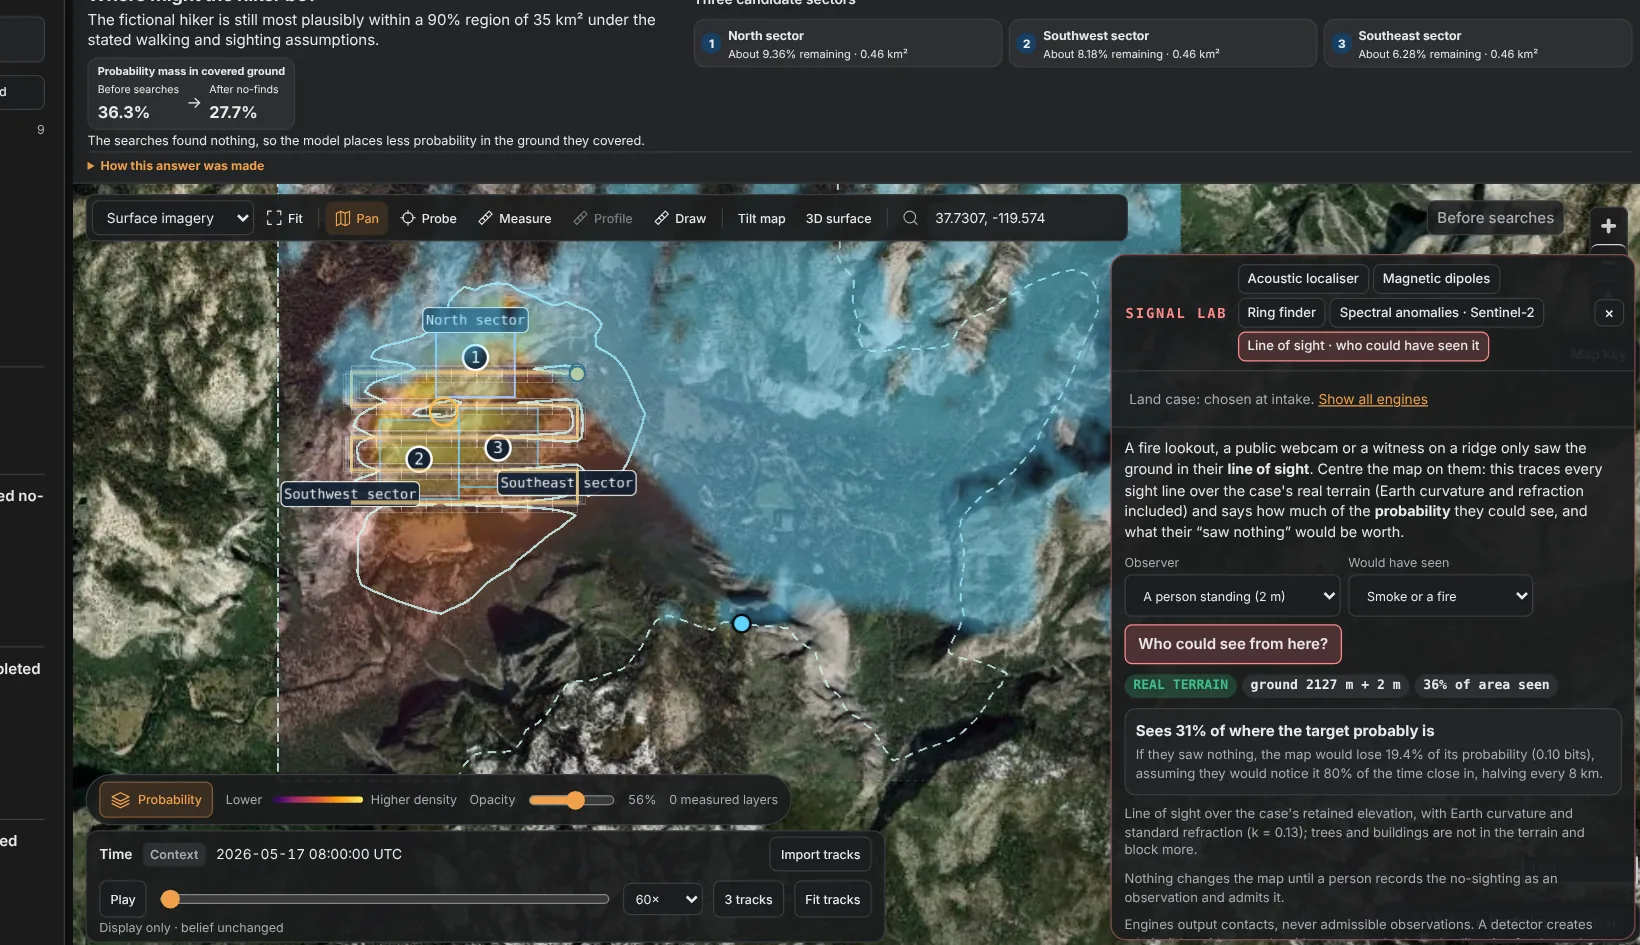 The fictional hiker is still most plausibly within a 90% region of 35 km² under the
stated walking and sighting assumptions.
Probability mass in covered ground
Before searches
→
After no-finds
36.3%
27.7%
The searches found nothing, so the model places less probability in the ground they covered.
How this answer was made
Three candidate sectors
1 North sector
About 9.36% remaining · 0.46 km²
2 Southwest sector
About 8.18% remaining · 0.46 km²
3 Southeast sector
About 6.28% remaining · 0.46 km²
d
9
ed no-
pleted
ed
Surface imagery
Fit
Pan
Probe
Measure
Profile
Draw
Tilt map
3D surface
37.7307, -119.574
Before searches
+
North sector
1
2
3
Southwest sector
Southeast sector
SIGNAL LAB
Acoustic localiser
Magnetic dipoles
Ring finder
Spectral anomalies · Sentinel-2
Line of sight · who could have seen it
×
Map key
Land case: chosen at intake. Show all engines
A fire lookout, a public webcam or a witness on a ridge only saw the
ground in their line of sight. Centre the map on them: this traces every
sight line over the case's real terrain (Earth curvature and refraction
included) and says how much of the probability they could see, and
what their “saw nothing” would be worth.
Observer
Would have seen
A person standing (2 m)
Smoke or a fire
Who could see from here?
REAL TERRAIN
ground 2127 m + 2 m
36% of area seen
Sees 31% of where the target probably is
If they saw nothing, the map would lose 19.4% of its probability (0.10 bits),
assuming they would notice it 80% of the time close in, halving every 8 km.
Line of sight over the case's retained elevation, with Earth curvature and
standard refraction (k = 0.13); trees and buildings are not in the terrain and
block more.
Nothing changes the map until a person records the no-sighting as an
observation and admits it.
Engines output contacts, never admissible observations. A detector creates
Probability
Lower
Higher density
Opacity
56%
0 measured layers
Time
Context
2026-05-17 08:00:00 UTC
Import tracks
Play
60×
3 tracks
Fit tracks
Display only · belief unchanged